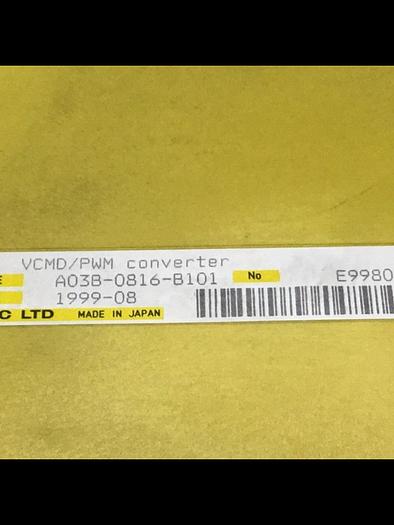 VCMD/PWM converter
E A03B-0816-B101 No E9980
1999-08
C LTD MADE IN JAPAN